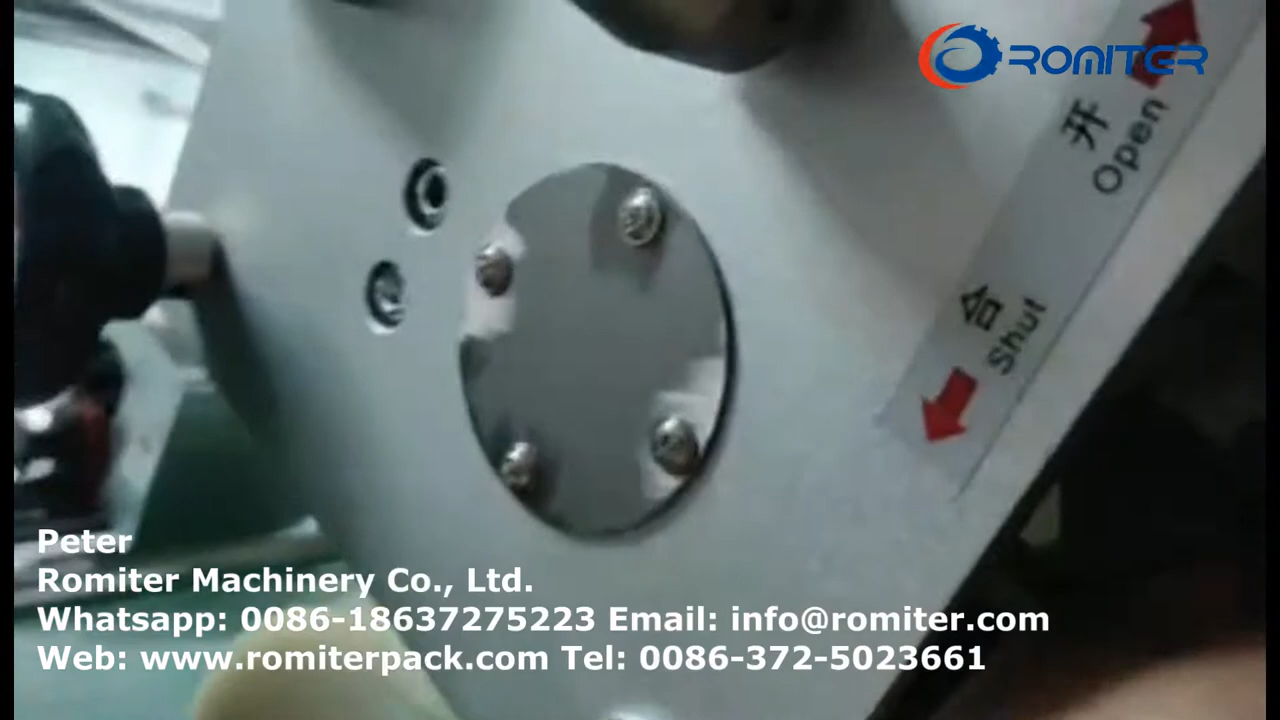 ROMITER
开
Open
合
Shut
Peter
Romiter Machinery Co., Ltd.
Whatsapp: 0086-18637275223 Email: info@romiter.com
Web: www.romiterpack.com Tel: 0086-372-5023661